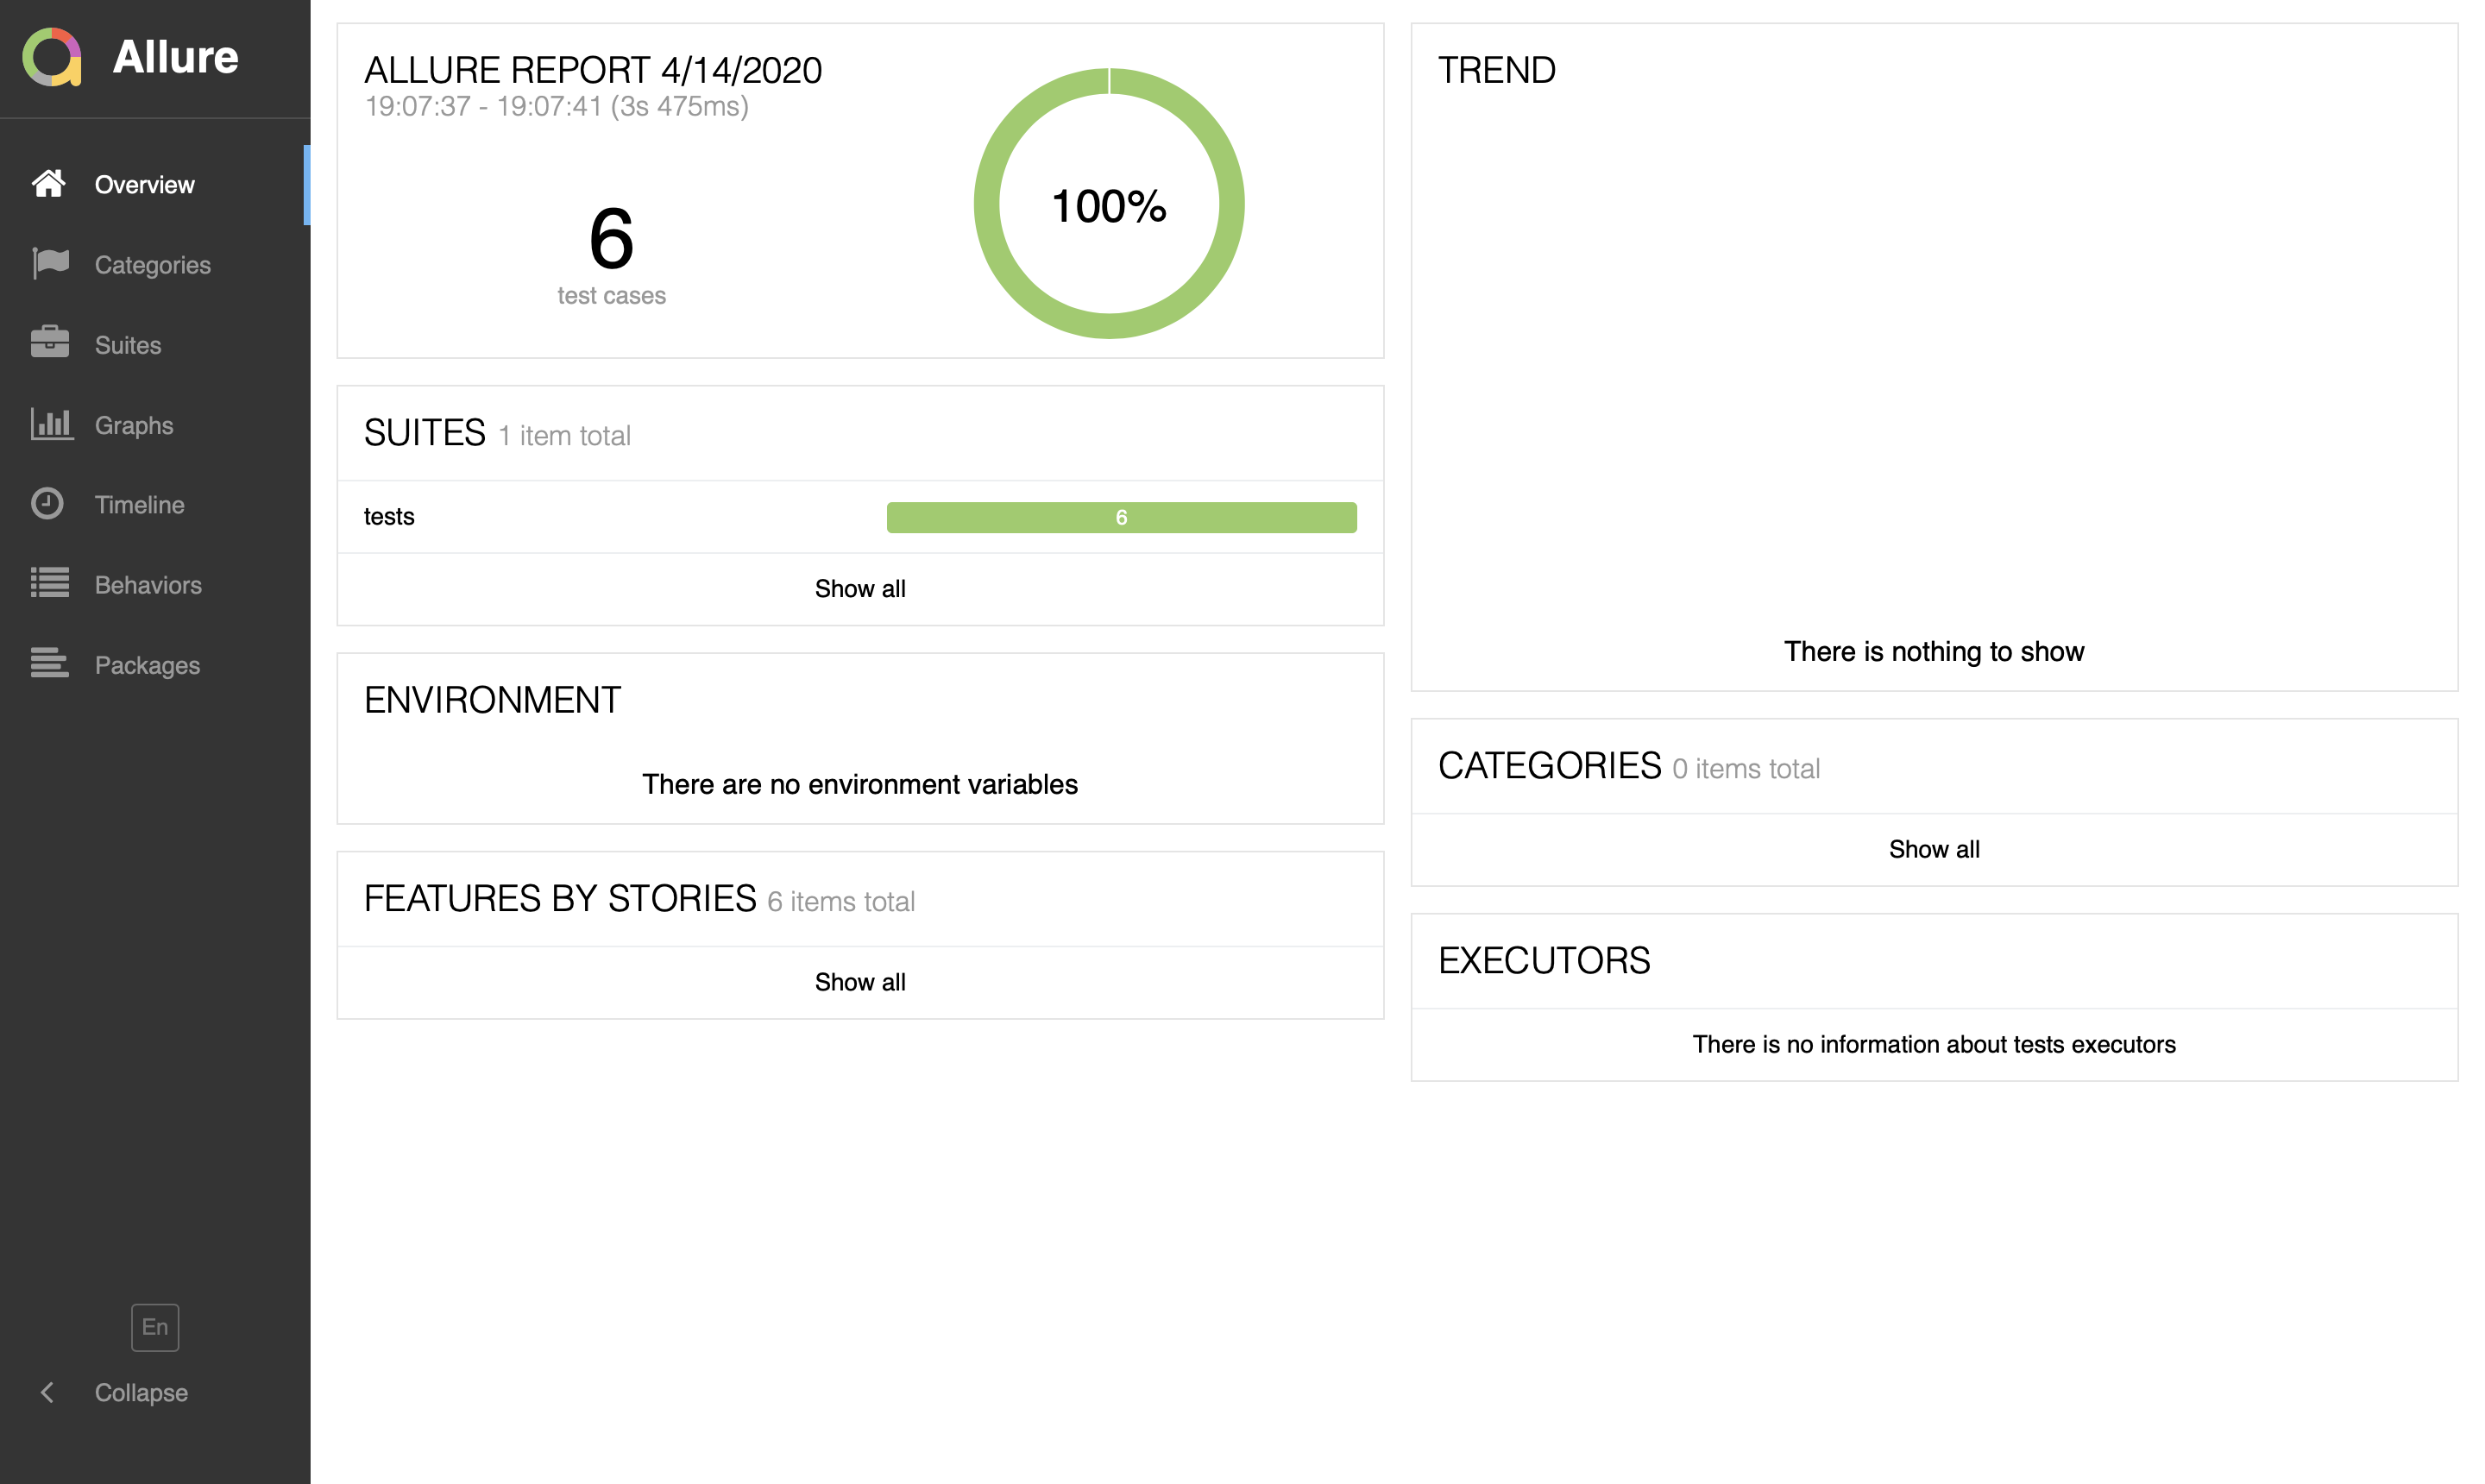 Allure
Overview
Categories
Suites
Graphs
Timeline
Behaviors
Packages
En
Collapse
ALLURE REPORT 4/14/2020
19:07:37 - 19:07:41 (3s 475ms)
6
test cases
100%
SUITES 1 item total
tests 6
Show all
ENVIRONMENT
There are no environment variables
FEATURES BY STORIES 6 items total
Show all
TREND
There is nothing to show
CATEGORIES 0 items total
Show all
EXECUTORS
There is no information about tests executors